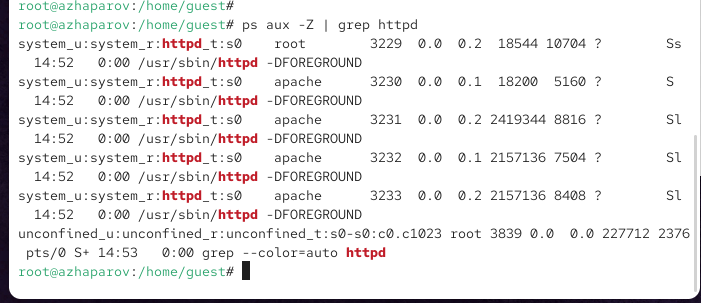 root@azhaparov:/home/guest#
root@azhaparov:/home/guest# ps aux -Z | grep httpd
system_u:system_r:httpd_t:s0    root        3229  0.0  0.2  18544 10704 ?        Ss
  14:52   0:00 /usr/sbin/httpd -DFOREGROUND
system_u:system_r:httpd_t:s0    apache      3230  0.0  0.1  18200  5160 ?        S
  14:52   0:00 /usr/sbin/httpd -DFOREGROUND
system_u:system_r:httpd_t:s0    apache      3231  0.0  0.2 2419344 8816 ?        Sl
  14:52   0:00 /usr/sbin/httpd -DFOREGROUND
system_u:system_r:httpd_t:s0    apache      3232  0.0  0.1 2157136 7504 ?        Sl
  14:52   0:00 /usr/sbin/httpd -DFOREGROUND
system_u:system_r:httpd_t:s0    apache      3233  0.0  0.2 2157136 8408 ?        Sl
  14:52   0:00 /usr/sbin/httpd -DFOREGROUND
unconfined_u:unconfined_r:unconfined_t:s0-s0:c0.c1023 root 3839 0.0  0.0 227712 2376
 pts/0 S+ 14:53   0:00 grep --color=auto httpd
root@azhaparov:/home/guest#